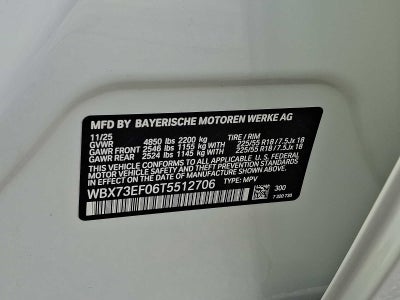 MFD BY BAYERISCHE MOTOREN WERKE AG
11/25
GVWR 4850 lbs 2200 kg TIRE / RIM
GAWR FRONT 2546 lbs 1155 kg 225/55 R18/7.5Jx 18
GAWR REAR 2524 lbs 1145 kg 225/55 R18/7.5Jx 18
THIS VEHICLE CONFORMS TO ALL APPLICABLE U.S. FEDERAL
MOTOR VEHICLE SAFETY, BUMPER, AND THEFT PREVENTION
STANDARDS IN EFFECT ON THE DATE OF MANUFACTURE SHOWN
ABOVE.
WBX73EF06T5512706 TYPE: MPV
300